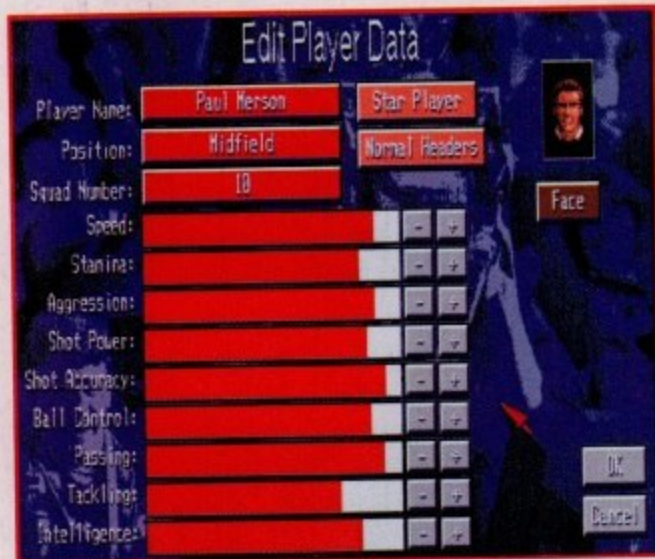 Edit Player Data
Player Name: Paul Merson Star Player
Position: Midfield Normal Headers
Squad Number: 10
Face
Speed: - +
Stamina: - +
Aggression: - +
Shot Power: - +
Shot Accuracy: - +
Ball Control: - +
Passing: - +
Tackling: - +
Intelligence: - +
OK
Cancel